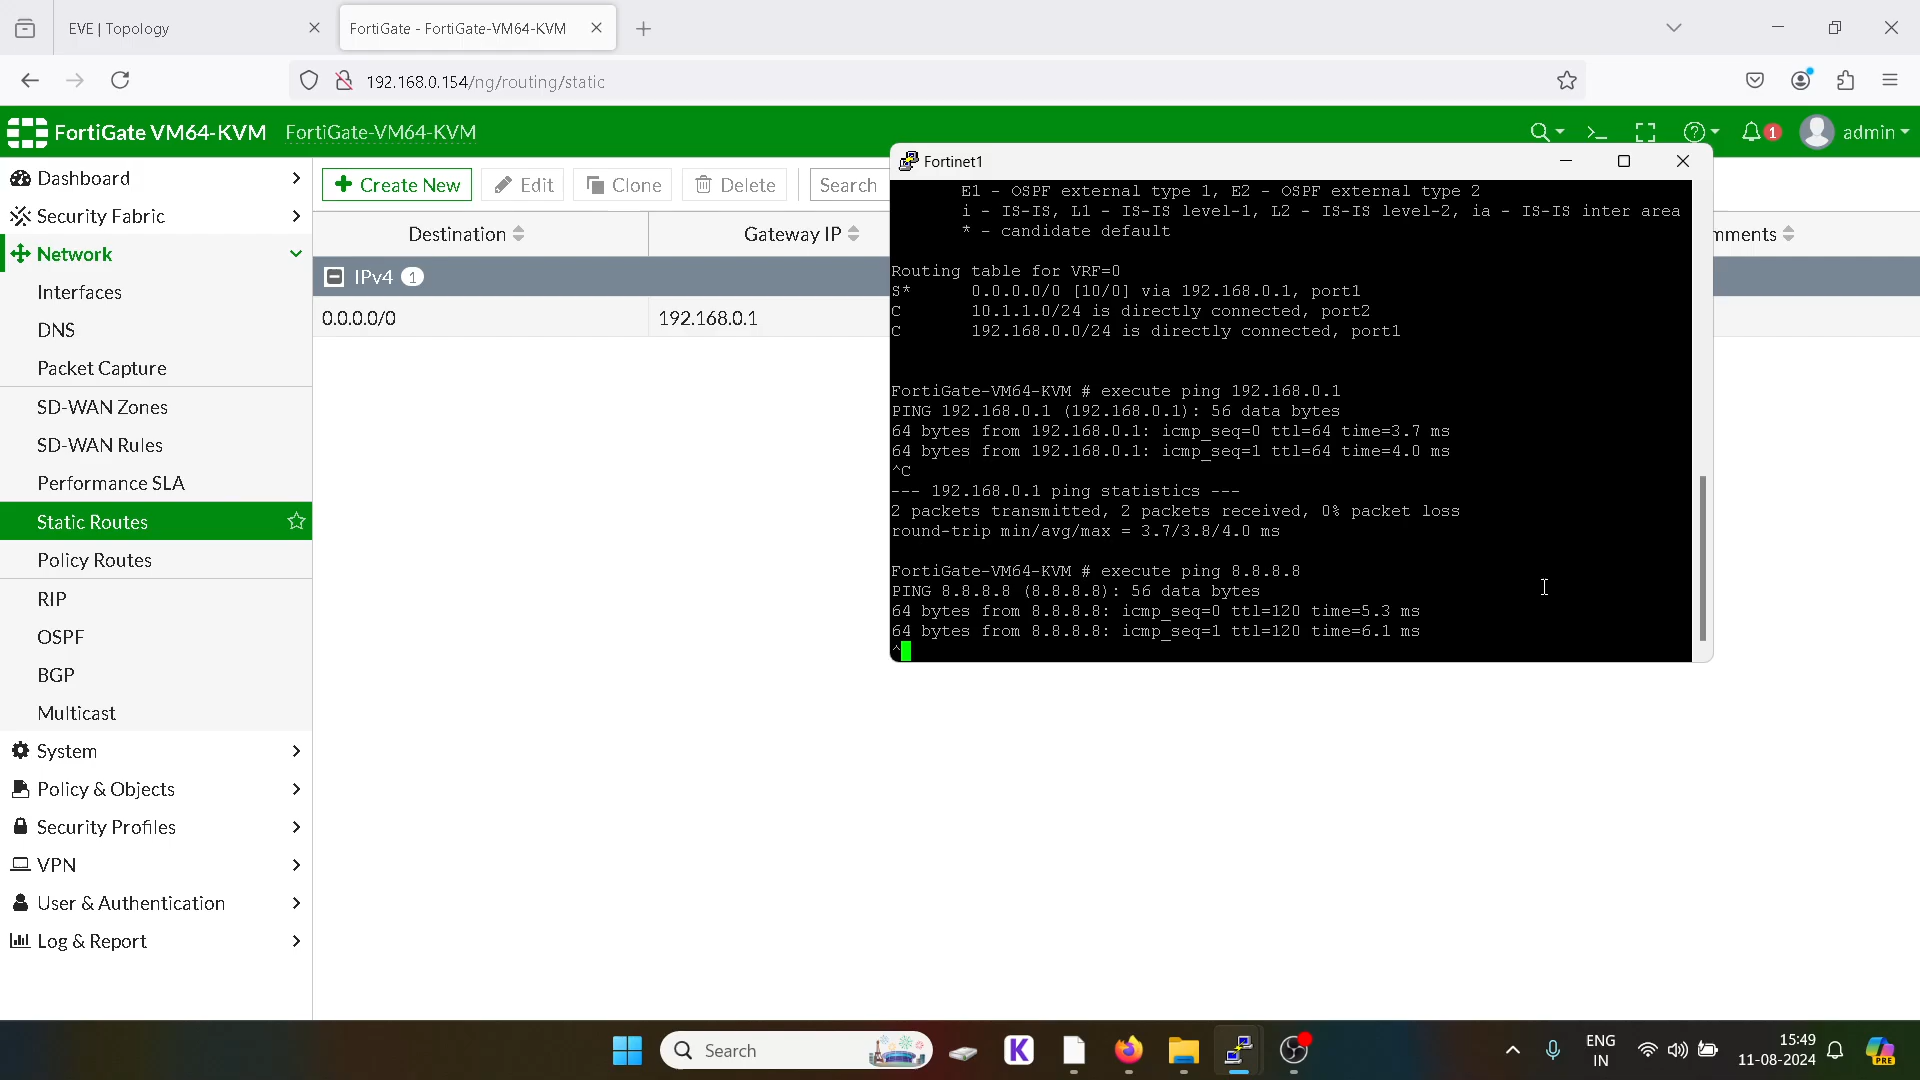 EVE | Topology
FortiGate - FortiGate-VM64-KVM
192.168.0.154/ng/routing/static
FortiGate VM64-KVM
FortiGate-VM64-KVM
1
admin
Dashboard
Security Fabric
Network
Interfaces
DNS
Packet Capture
SD-WAN Zones
SD-WAN Rules
Performance SLA
Static Routes
Policy Routes
RIP
OSPF
BGP
Multicast
System
Policy & Objects
Security Profiles
VPN
User & Authentication
Log & Report
Create New
Edit
Clone
Delete
Search
Destination
Gateway IP
mments
IPv4 1
0.0.0.0/0
192.168.0.1
Fortinet1
E1 - OSPF external type 1, E2 - OSPF external type 2
i - IS-IS, L1 - IS-IS level-1, L2 - IS-IS level-2, ia - IS-IS inter area
* - candidate default
Routing table for VRF=0
S* 0.0.0.0/0 [10/0] via 192.168.0.1, port1
C 10.1.1.0/24 is directly connected, port2
C 192.168.0.0/24 is directly connected, port1
FortiGate-VM64-KVM # execute ping 192.168.0.1
PING 192.168.0.1 (192.168.0.1): 56 data bytes
64 bytes from 192.168.0.1: icmp_seq=0 ttl=64 time=3.7 ms
64 bytes from 192.168.0.1: icmp_seq=1 ttl=64 time=4.0 ms
^C
--- 192.168.0.1 ping statistics ---
2 packets transmitted, 2 packets received, 0% packet loss
round-trip min/avg/max = 3.7/3.8/4.0 ms
FortiGate-VM64-KVM # execute ping 8.8.8.8
PING 8.8.8.8 (8.8.8.8): 56 data bytes
64 bytes from 8.8.8.8: icmp_seq=0 ttl=120 time=5.3 ms
64 bytes from 8.8.8.8: icmp_seq=1 ttl=120 time=6.1 ms
^
Search
K
ENG
IN
15:49
11-08-2024
PRE